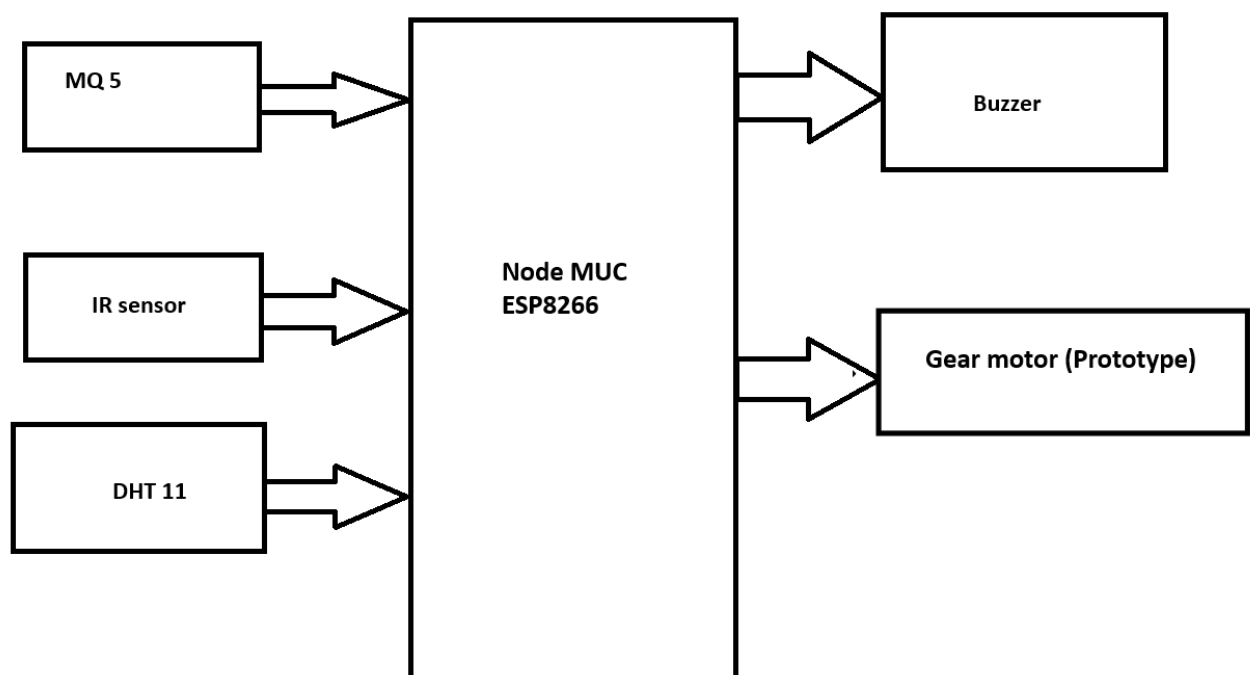 MQ 5
Buzzer
Node MUC
ESP8266
IR sensor
Gear motor (Prototype)
DHT 11